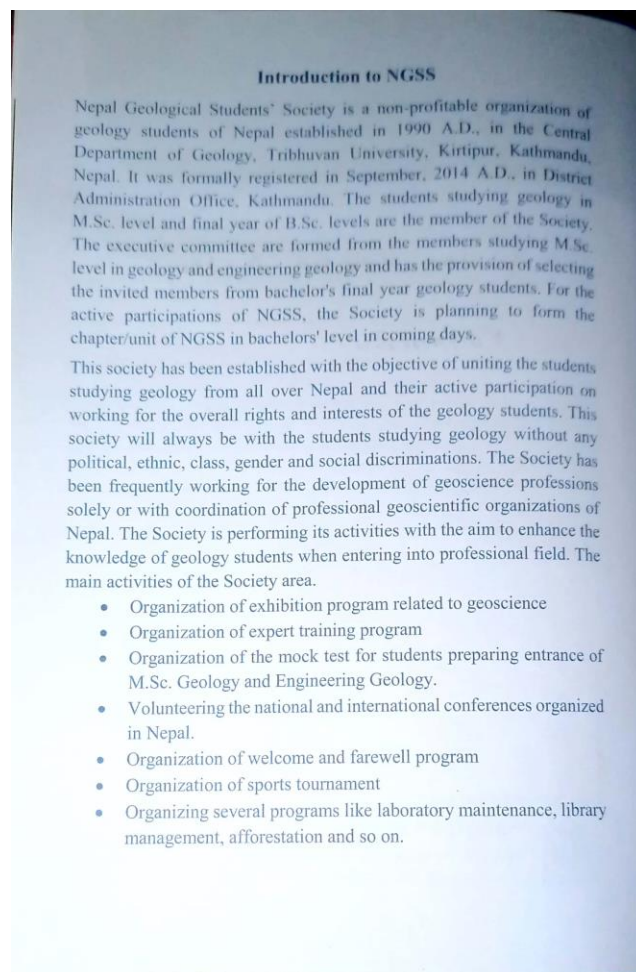 Introduction to NGSS
Nepal Geological Students' Society is a non-profitable organization of
geology students of Nepal established in 1990 A.D., in the Central
Department of Geology, Tribhuvan University, Kirtipur, Kathmandu,
Nepal. It was formally registered in September, 2014 A.D., in District
Administration Office, Kathmandu. The students studying geology in
M.Sc. level and final year of B.Sc. levels are the member of the Society.
The executive committee are formed from the members studying M.Sc.
level in geology and engineering geology and has the provision of selecting
the invited members from bachelor's final year geology students. For the
active participations of NGSS, the Society is planning to form the
chapter/unit of NGSS in bachelors' level in coming days.
This society has been established with the objective of uniting the students
studying geology from all over Nepal and their active participation on
working for the overall rights and interests of the geology students. This
society will always be with the students studying geology without any
political, ethnic, class, gender and social discriminations. The Society has
been frequently working for the development of geoscience professions
solely or with coordination of professional geoscientific organizations of
Nepal. The Society is performing its activities with the aim to enhance the
knowledge of geology students when entering into professional field. The
main activities of the Society area.
• Organization of exhibition program related to geoscience
• Organization of expert training program
• Organization of the mock test for students preparing entrance of
M.Sc. Geology and Engineering Geology.
• Volunteering the national and international conferences organized
in Nepal.
• Organization of welcome and farewell program
• Organization of sports tournament
• Organizing several programs like laboratory maintenance, library
management, afforestation and so on.